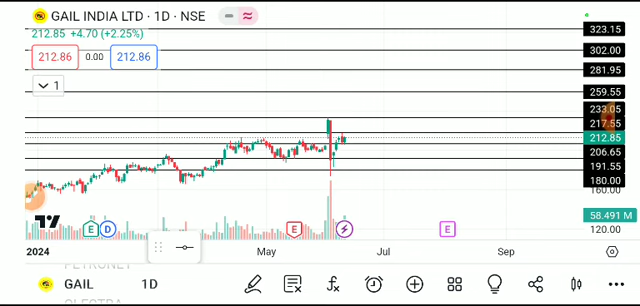 GAIL INDIA LTD · 1D · NSE
212.85 +4.70 (+2.25%)
212.86 0.00 212.86
1
323.15
302.00
281.95
259.55
233.05
217.55
212.85
206.65
191.55
180.00
160.00
58.491 M
120.00
E D E E
2024 May Jul Sep
PETRONET
GAIL 1D
OLECTRA